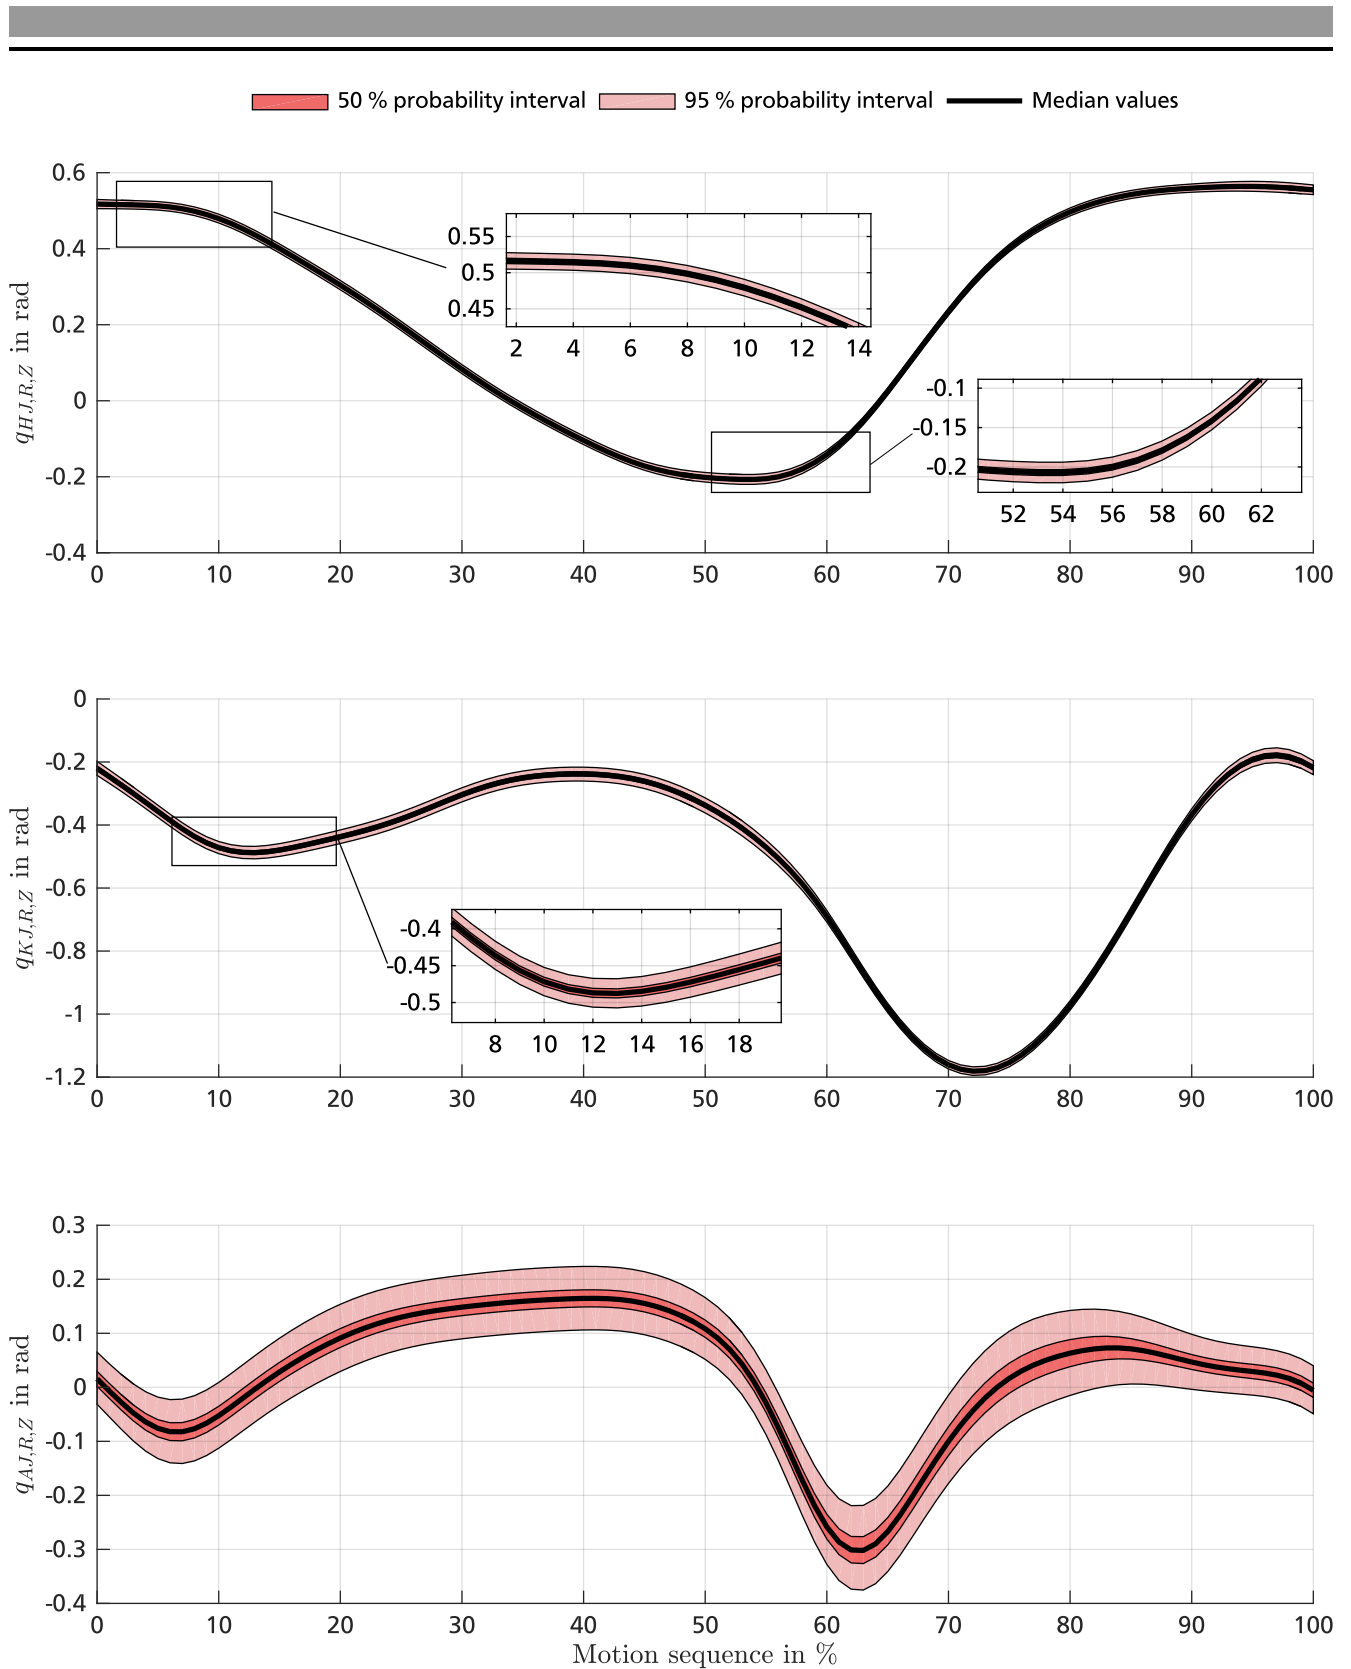 50 % probability interval 95 % probability interval Median values
0.6
0.4
0.2
0
-0.2
-0.4
q_{HJ,R,Z} in rad
0 10 20 30 40 50 60 70 80 90 100
0.55
0.5
0.45
2 4 6 8 10 12 14
-0.1
-0.15
-0.2
52 54 56 58 60 62
0
-0.2
-0.4
-0.6
-0.8
-1
-1.2
q_{KJ,R,Z} in rad
0 10 20 30 40 50 60 70 80 90 100
-0.4
-0.45
-0.5
8 10 12 14 16 18
0.3
0.2
0.1
0
-0.1
-0.2
-0.3
-0.4
q_{AJ,R,Z} in rad
0 10 20 30 40 50 60 70 80 90 100
Motion sequence in %